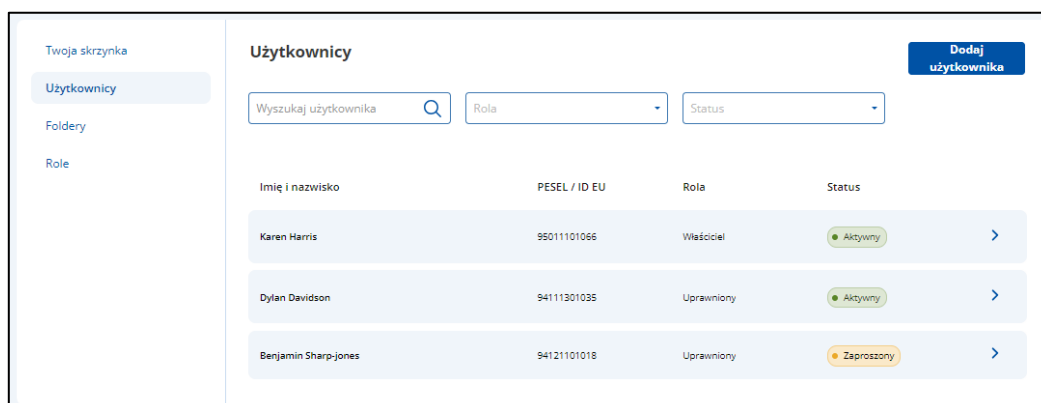 Twoja skrzynka
Użytkownicy
Foldery
Role
Użytkownicy
Dodaj
użytkownika
Wyszukaj użytkownika
Rola
Status
Imię i nazwisko PESEL / ID EU Rola Status
Karen Harris 95011101066 Właściciel Aktywny
Dylan Davidson 94111301035 Uprawniony Aktywny
Benjamin Sharp-jones 94121101018 Uprawniony Zaproszony